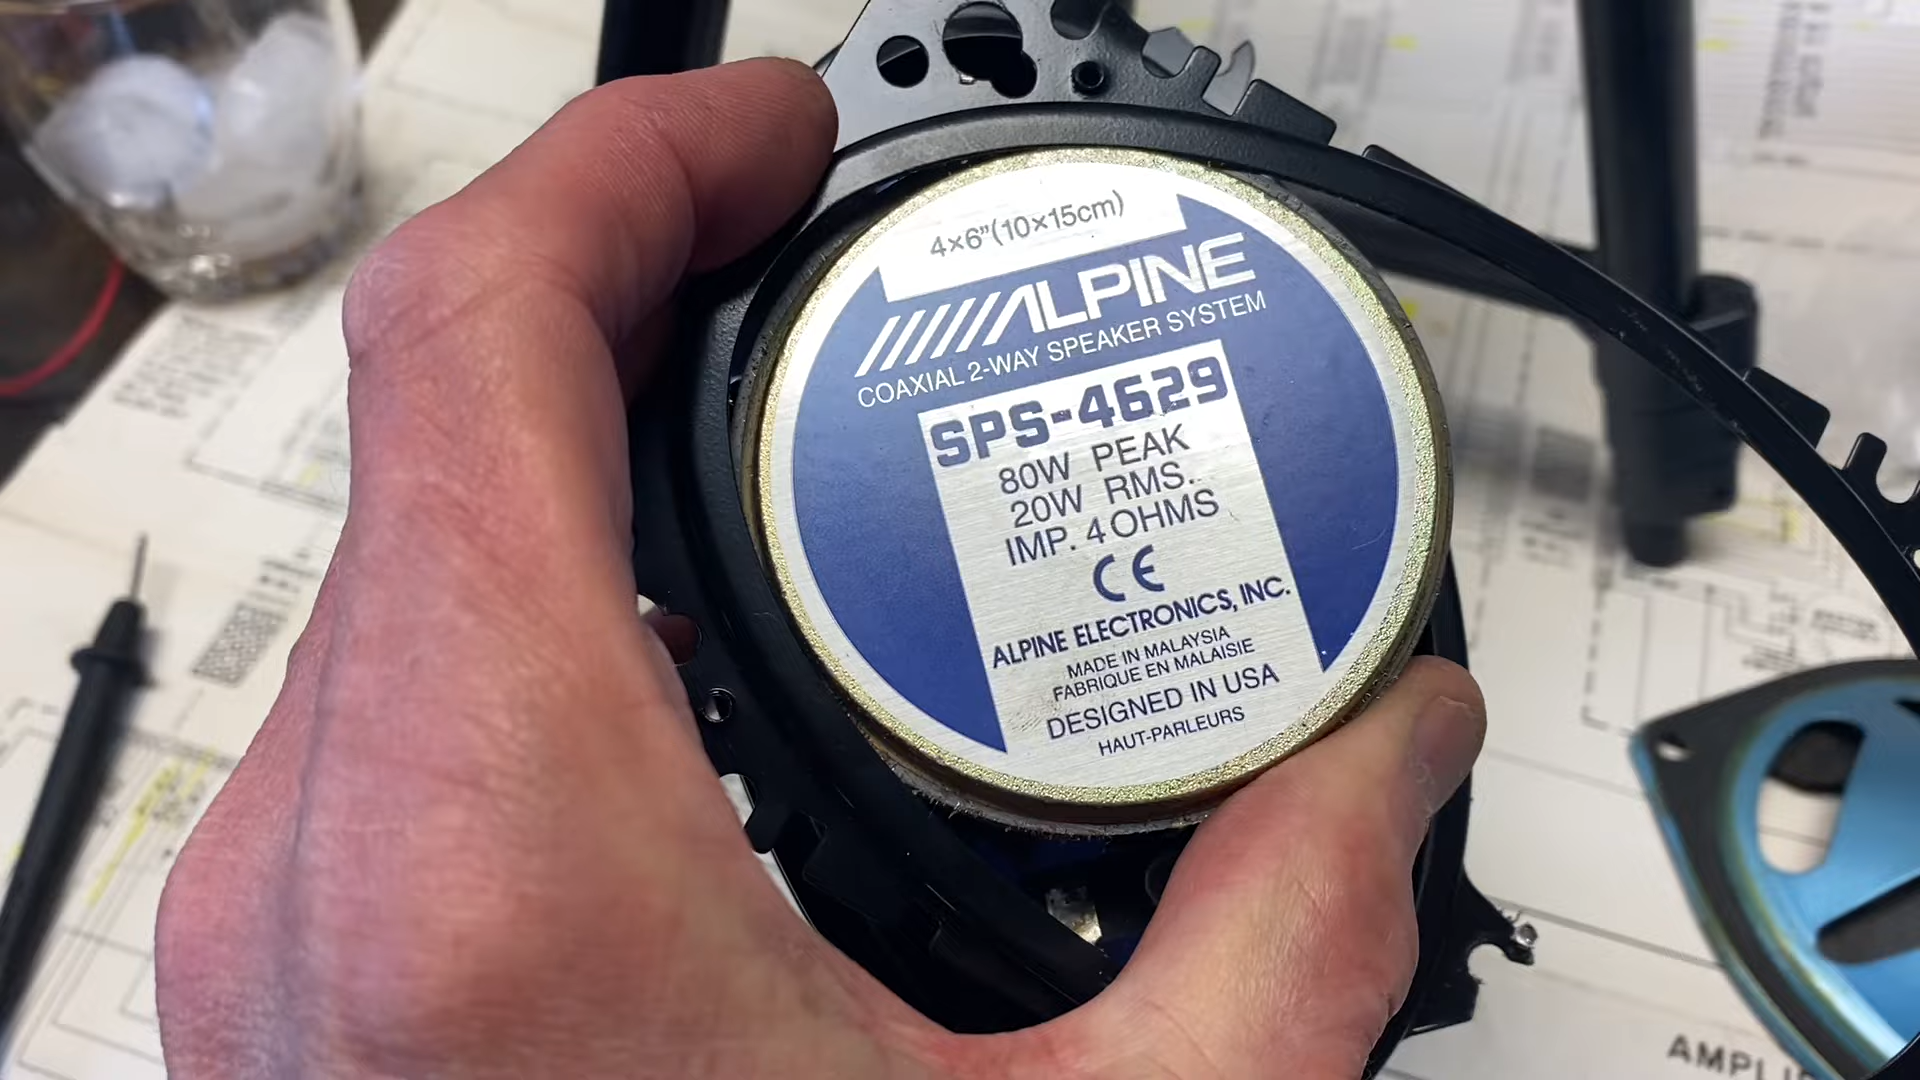 4×6"(10×15cm)
ALPINE
COAXIAL 2-WAY SPEAKER SYSTEM
SPS-4629
80W PEAK
20W RMS.
IMP. 4 OHMS
CE
ALPINE ELECTRONICS, INC.
MADE IN MALAYSIA
FABRIQUE EN MALAISIE
DESIGNED IN USA
HAUT-PARLEURS